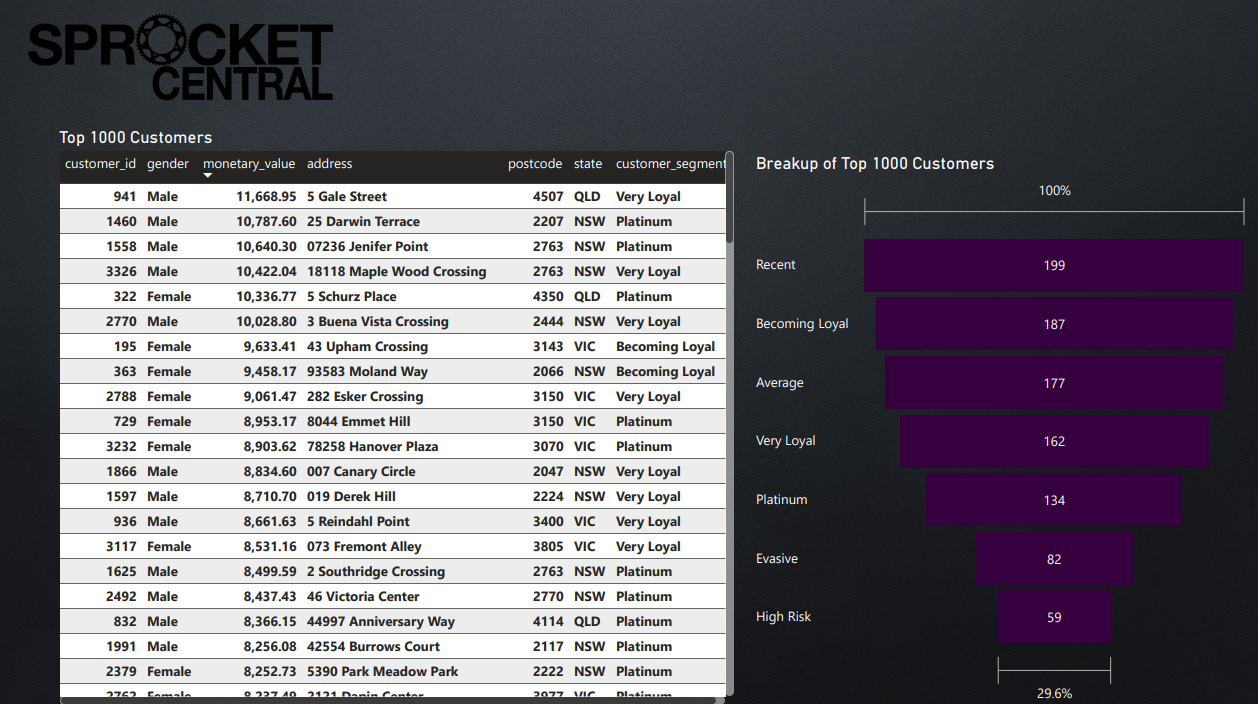 SPROCKET
CENTRAL
Top 1000 Customers
customer_id gender monetary_value address postcode state customer_segment
941 Male 11,668.95 5 Gale Street 4507 QLD Very Loyal
1460 Male 10,787.60 25 Darwin Terrace 2207 NSW Platinum
1558 Male 10,640.30 07236 Jenifer Point 2763 NSW Platinum
3326 Male 10,422.04 18118 Maple Wood Crossing 2763 NSW Very Loyal
322 Female 10,336.77 5 Schurz Place 4350 QLD Platinum
2770 Male 10,028.80 3 Buena Vista Crossing 2444 NSW Very Loyal
195 Female 9,633.41 43 Upham Crossing 3143 VIC Becoming Loyal
363 Female 9,458.17 93583 Moland Way 2066 NSW Becoming Loyal
2788 Female 9,061.47 282 Esker Crossing 3150 VIC Very Loyal
729 Female 8,953.17 8044 Emmet Hill 3150 VIC Platinum
3232 Female 8,903.62 78258 Hanover Plaza 3070 VIC Platinum
1866 Male 8,834.60 007 Canary Circle 2047 NSW Very Loyal
1597 Male 8,710.70 019 Derek Hill 2224 NSW Very Loyal
936 Male 8,661.63 5 Reindahl Point 3400 VIC Very Loyal
3117 Female 8,531.16 073 Fremont Alley 3805 VIC Very Loyal
1625 Male 8,499.59 2 Southridge Crossing 2763 NSW Platinum
2492 Male 8,437.43 46 Victoria Center 2770 NSW Platinum
832 Male 8,366.15 44997 Anniversary Way 4114 QLD Platinum
1991 Male 8,256.08 42554 Burrows Court 2117 NSW Platinum
2379 Female 8,252.73 5390 Park Meadow Park 2222 NSW Platinum
Female Center 3977 VIC Platinum
Breakup of Top 1000 Customers
100%
Recent 199
Becoming Loyal 187
Average 177
Very Loyal 162
Platinum 134
Evasive 82
High Risk 59
29.6%